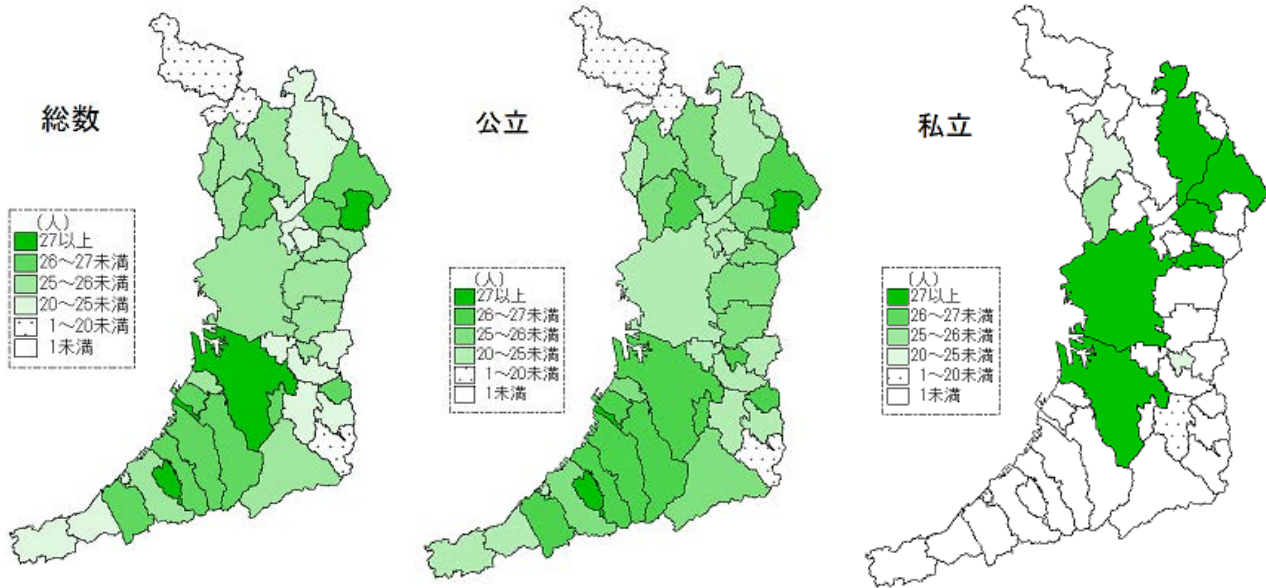 総数
(人)
27以上
26～27未満
25～26未満
20～25未満
1～20未満
1未満
公立
(人)
27以上
26～27未満
25～26未満
20～25未満
1～20未満
1未満
私立
(人)
27以上
26～27未満
25～26未満
20～25未満
1～20未満
1未満